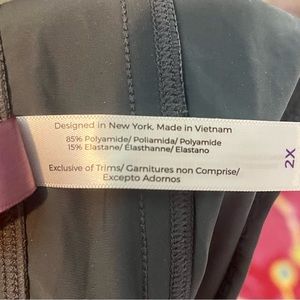 Designed in New York. Made in Vietnam
85% Polyamide/ Poliamida/ Polyamide
15% Elastane/ Élasthanne/ Elastano
Exclusive of Trims/ Garnitures non Comprise/
Excepto Adornos
2X